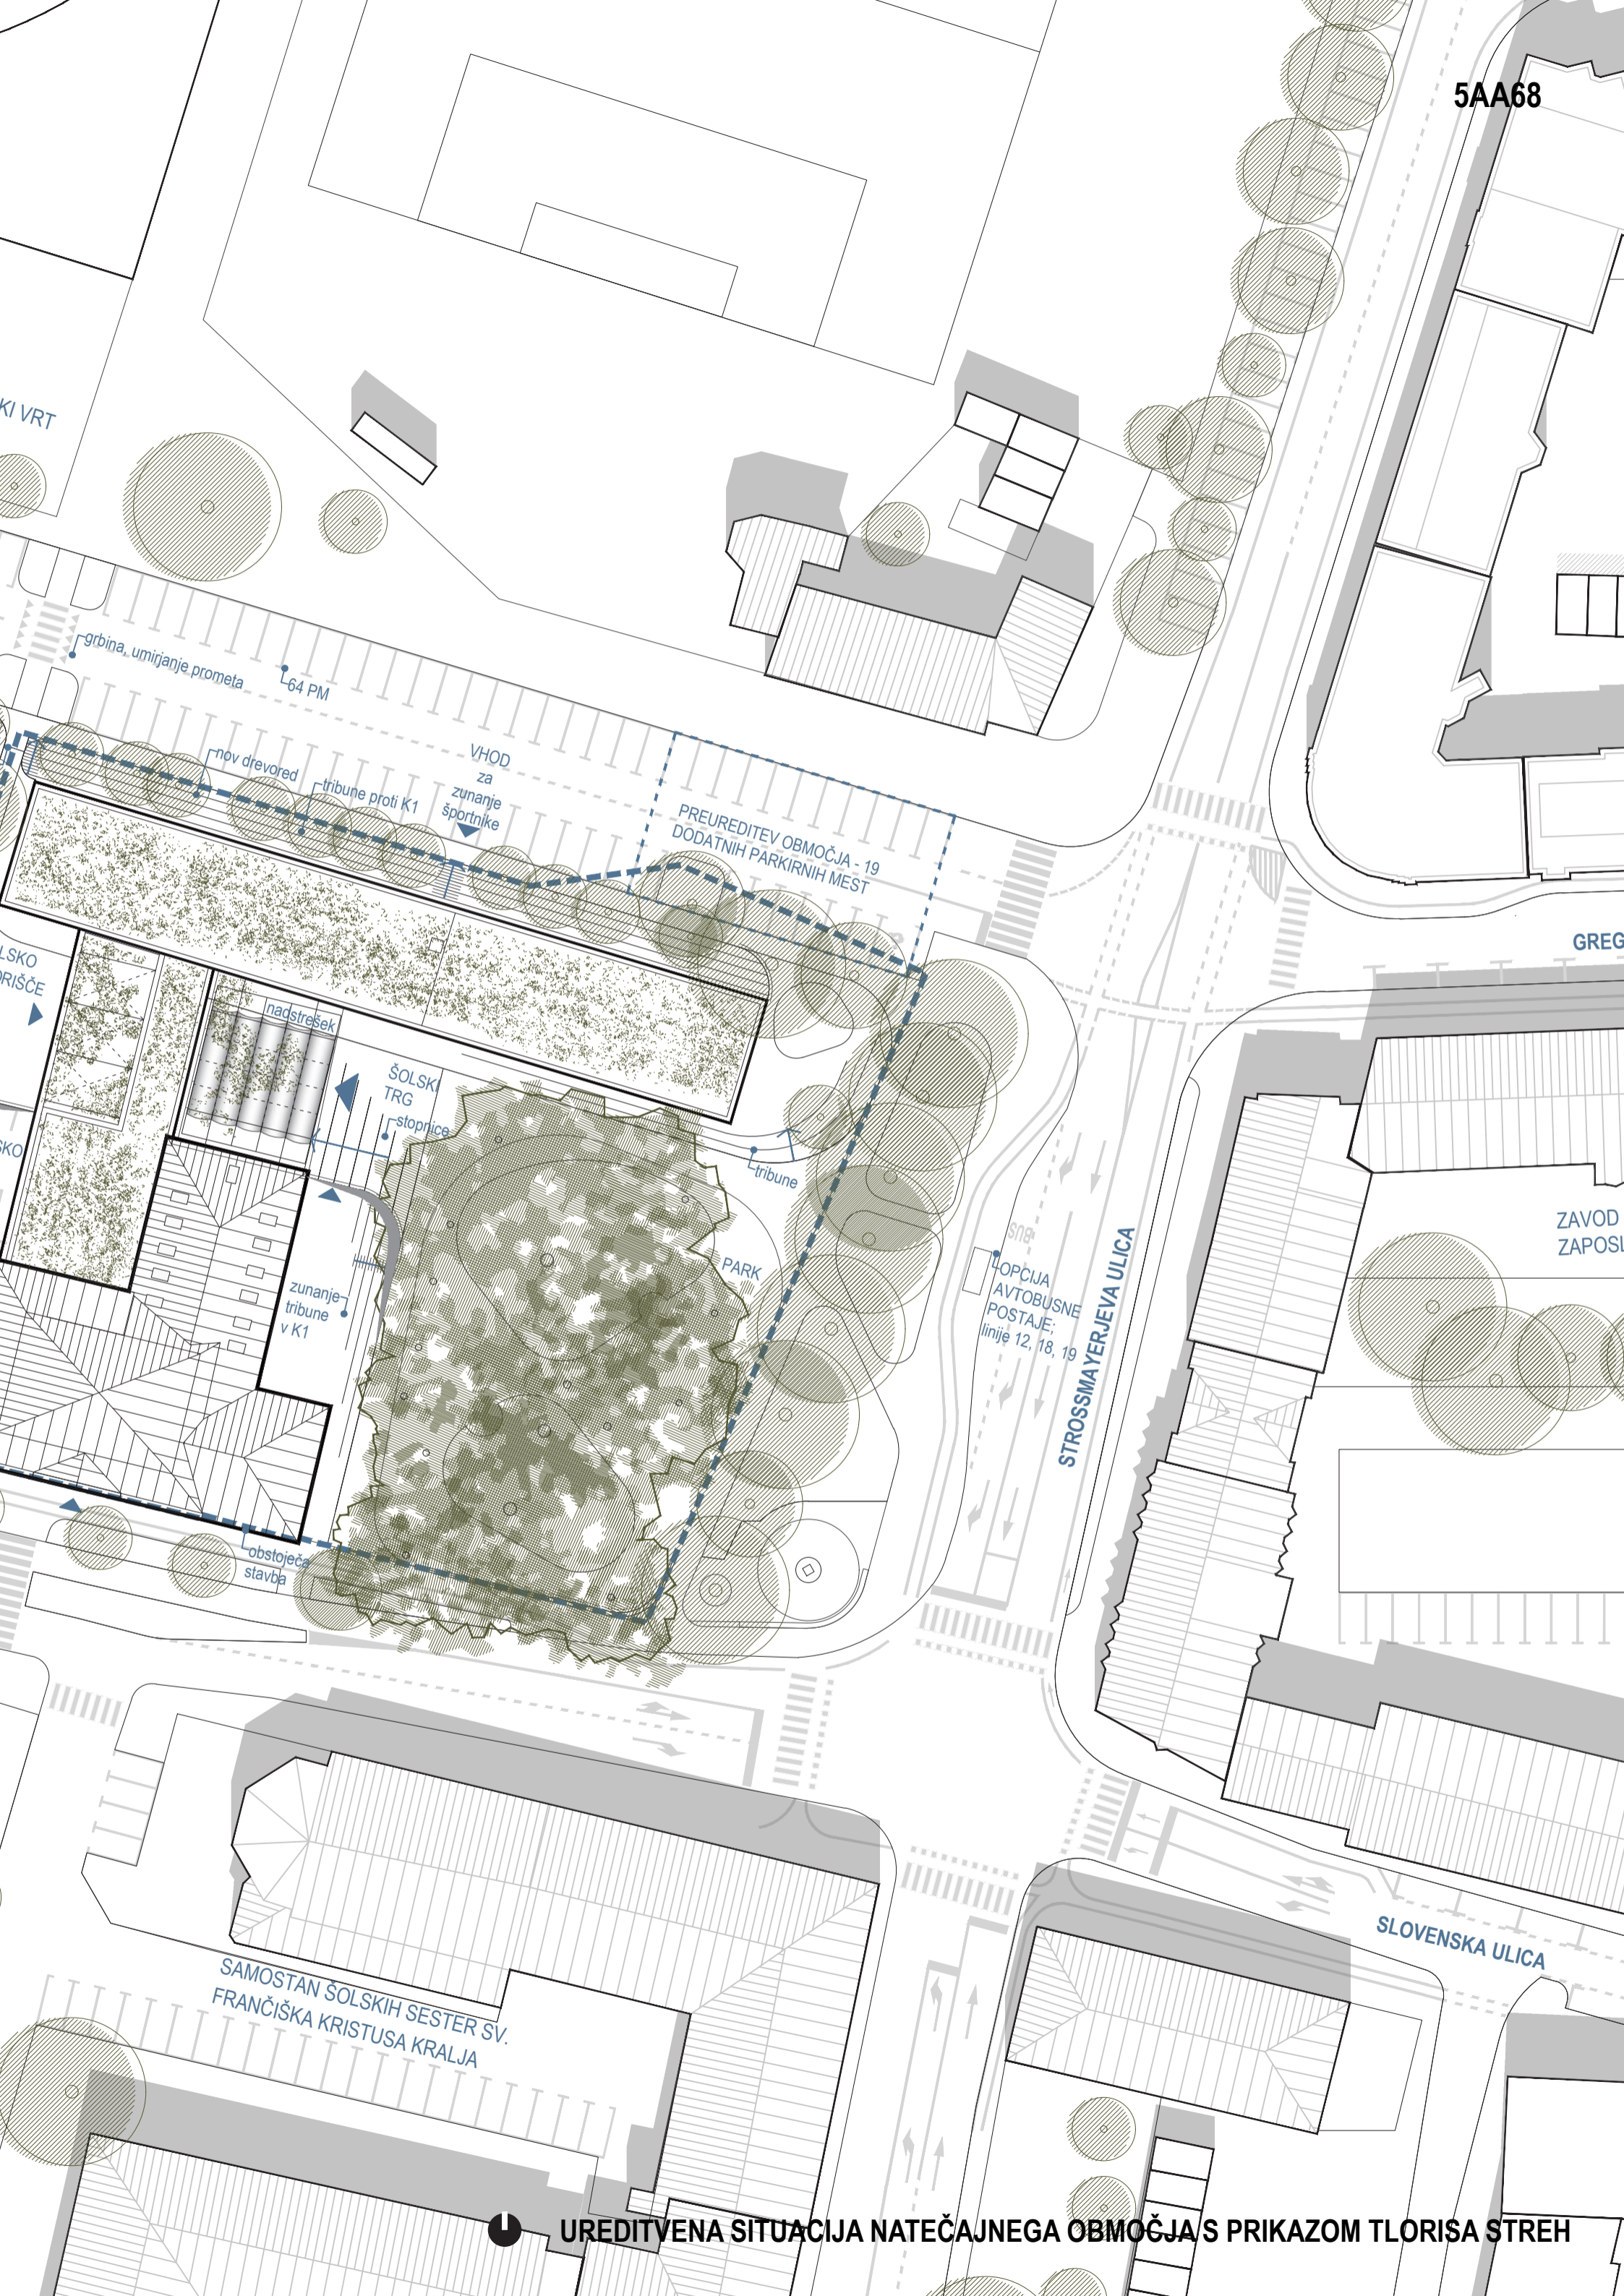 5AA68
KI VRT
grbina, umirjanje prometa
64 PM
nov drevored
tribune proti K1
VHOD
za
zunanje
športnike
PREUREDITEV OBMOČJA - 19
DODATNIH PARKIRNIH MEST
GREG
LSKO
RIŠČE
nadstrešek
ŠOLSKI
TRG
stopnice
SKO
tribune
PARK
zunanje
tribune
v K1
BUS
OPCIJA
AVTOBUSNE
POSTAJE;
linije 12, 18, 19
STROSSMAYERJEVA ULICA
ZAVOD
ZAPOSL
obstoječa
stavba
SLOVENSKA ULICA
SAMOSTAN ŠOLSKIH SESTER SV.
FRANČIŠKA KRISTUSA KRALJA
UREDITVENA SITUACIJA NATEČAJNEGA OBMOČJA S PRIKAZOM TLORISA STREH